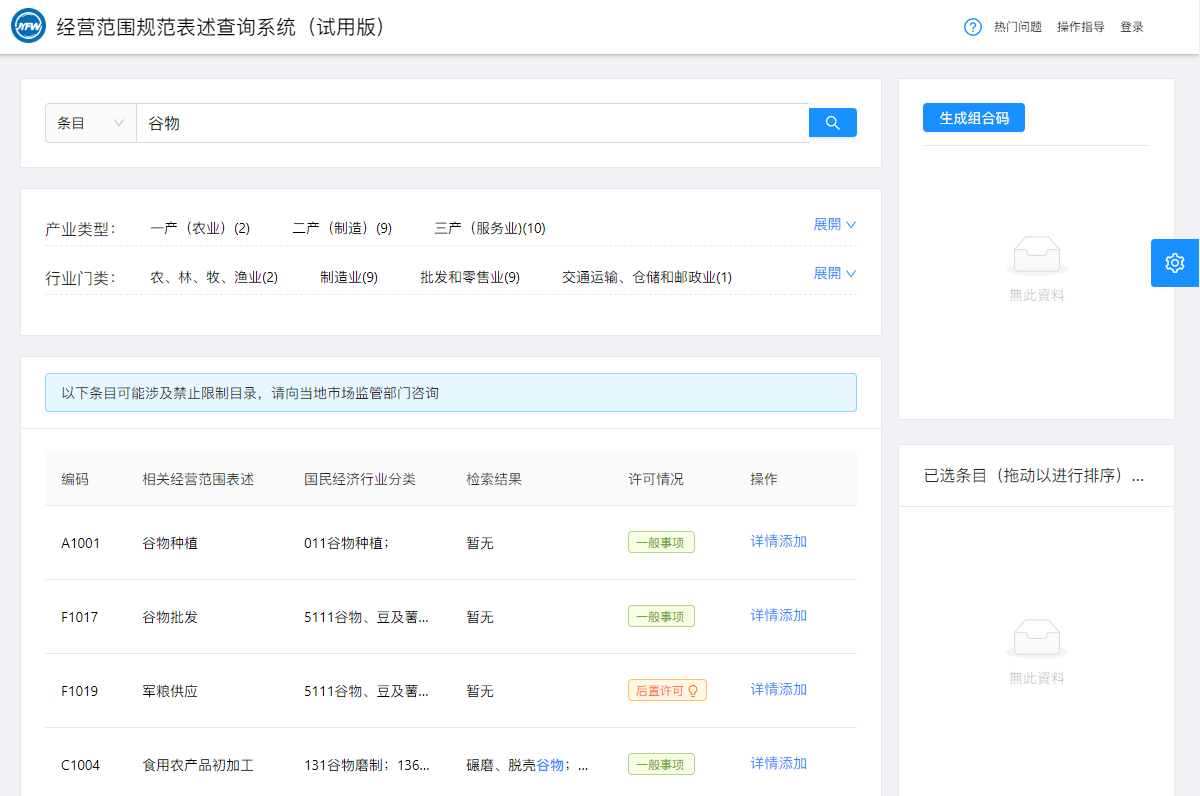 经营范围规范表述查询系统（试用版）
热门问题 操作指导 登录
条目 谷物
生成组合码
产业类型： 一产（农业）(2) 二产（制造）(9) 三产（服务业)(10) 展開
行业门类： 农、林、牧、渔业(2) 制造业(9) 批发和零售业(9) 交通运输、仓储和邮政业(1) 展開
無此資料
以下条目可能涉及禁止限制目录，请向当地市场监管部门咨询
编码 相关经营范围表述 国民经济行业分类 检索结果 许可情况 操作
A1001 谷物种植 011谷物种植； 暂无 一般事项 详情添加
F1017 谷物批发 5111谷物、豆及薯... 暂无 一般事项 详情添加
F1019 军粮供应 5111谷物、豆及薯... 暂无 后置许可 详情添加
C1004 食用农产品初加工 131谷物磨制；136... 碾磨、脱壳谷物；... 一般事项 详情添加
已选条目（拖动以进行排序）...
無此資料